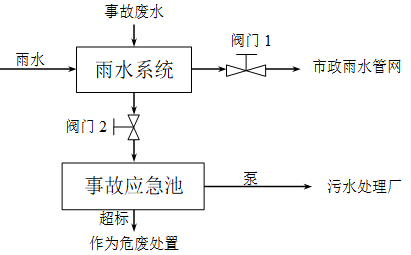 事故废水
阀门 1
雨水
雨水系统
市政雨水管网
阀门 2
事故应急池
泵
污水处理厂
超标
作为危废处置